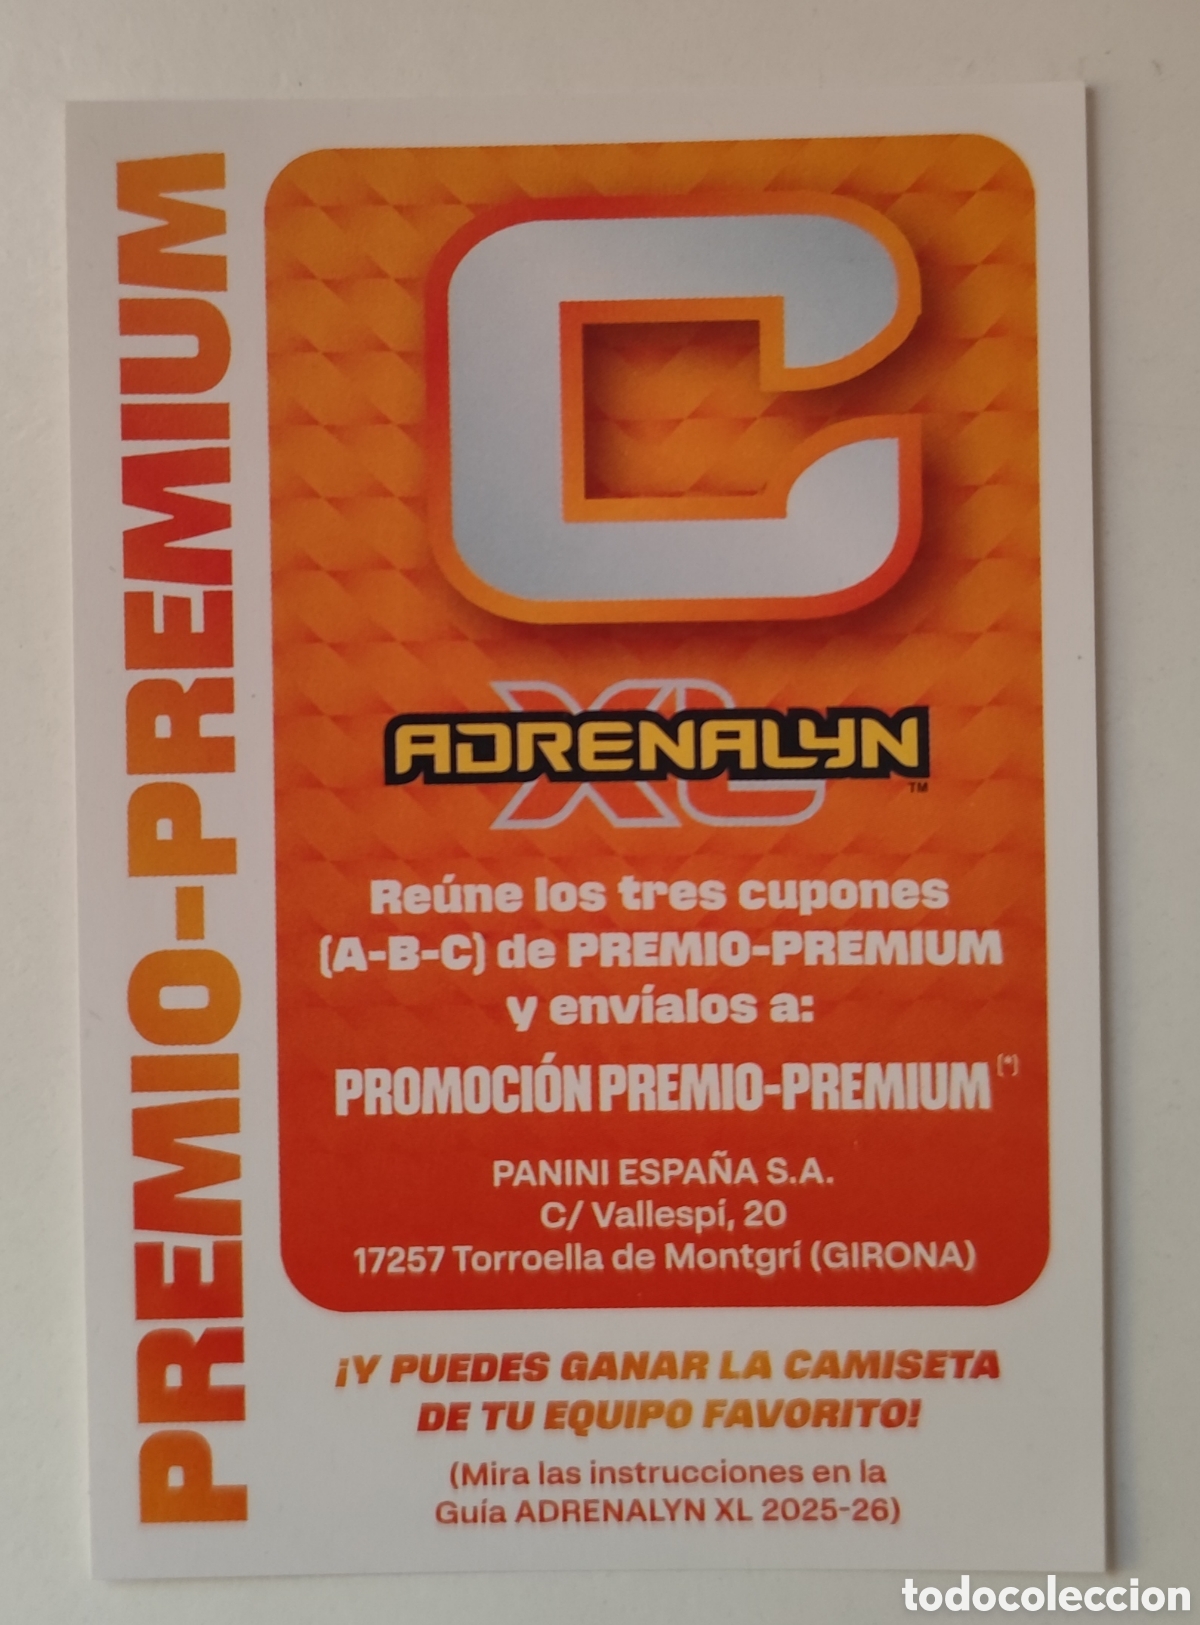 PREMIO-PREMIUM
C
XL
ADRENALYN
TM
Reúne los tres cupones
(A-B-C) de PREMIO-PREMIUM
y envíalos a:
PROMOCIÓN PREMIO-PREMIUM (*)
PANINI ESPAÑA S.A.
C/ Vallespí, 20
17257 Torroella de Montgrí (GIRONA)
¡Y PUEDES GANAR LA CAMISETA
DE TU EQUIPO FAVORITO!
(Mira las instrucciones en la
Guía ADRENALYN XL 2025-26)
todocoleccion